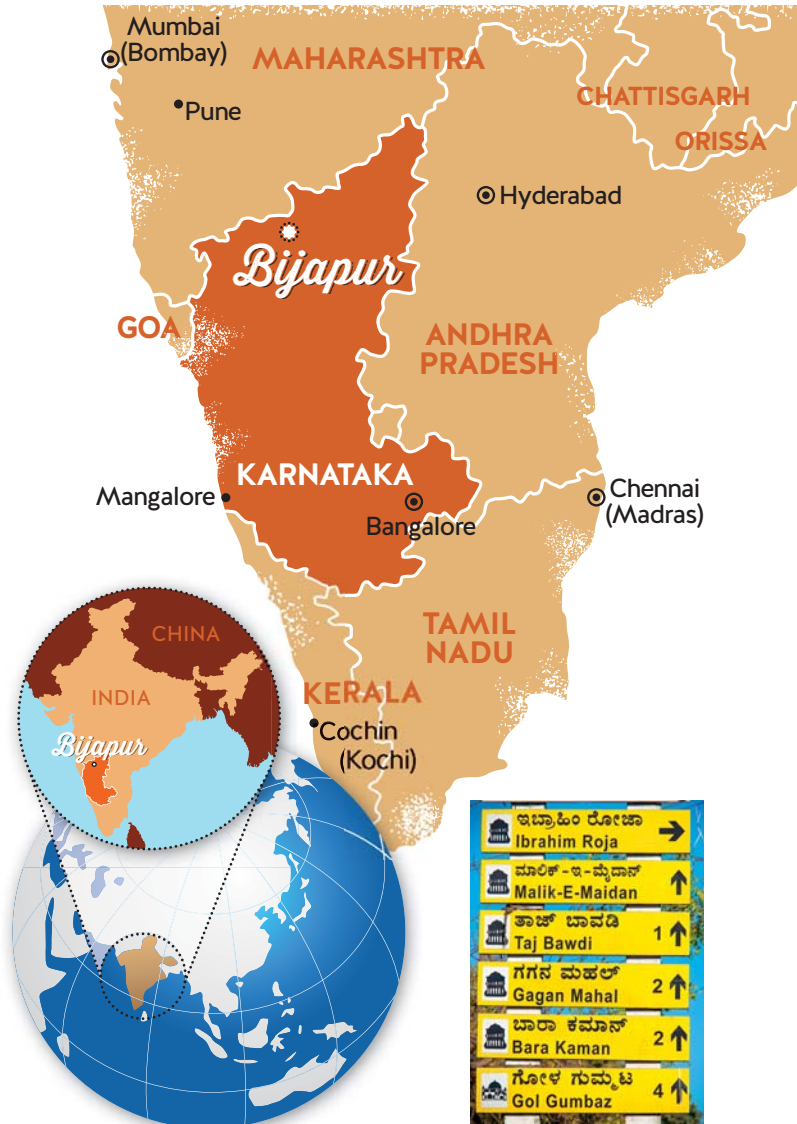 Mumbai
(Bombay)
MAHARASHTRA
Pune
CHATTISGARH
ORISSA
Hyderabad
Bijapur
GOA
ANDHRA
PRADESH
KARNATAKA
Mangalore
Bangalore
Chennai
(Madras)
TAMIL
NADU
KERALA
Cochin
(Kochi)
CHINA
INDIA
Bijapur
ಇಬ್ರಾಹಿಂ ರೋಜಾ
Ibrahim Roja
ಮಾಲಿಕ್-ಇ-ಮೈದಾನ್
Malik-E-Maidan
ತಾಜ್ ಬಾವಡಿ
Taj Bawdi 1
ಗಗನ ಮಹಲ್
Gagan Mahal 2
ಬಾರಾ ಕಮಾನ್
Bara Kaman 2
ಗೋಳ ಗುಮ್ಮಟ
Gol Gumbaz 4